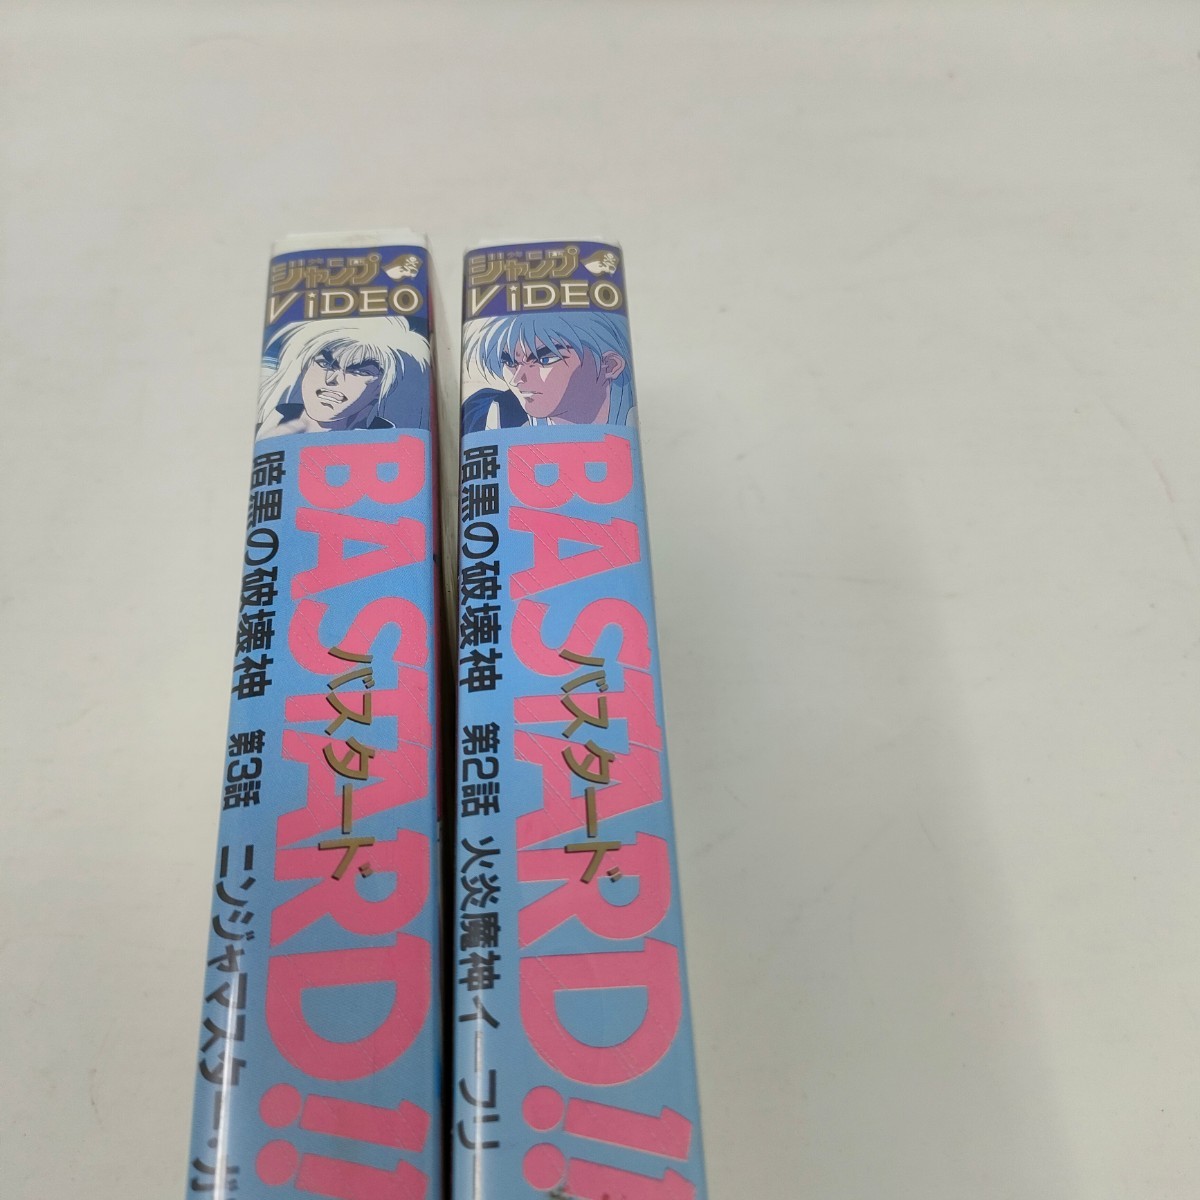 ジャンプ
ViDEO
BASTARD!!
バスタード
暗黒の破壊神 第3話 ニンジャマスター・ガ
ジャンプ
ViDEO
BASTARD!!
バスタード
暗黒の破壊神 第2話 火炎魔神イーフリ